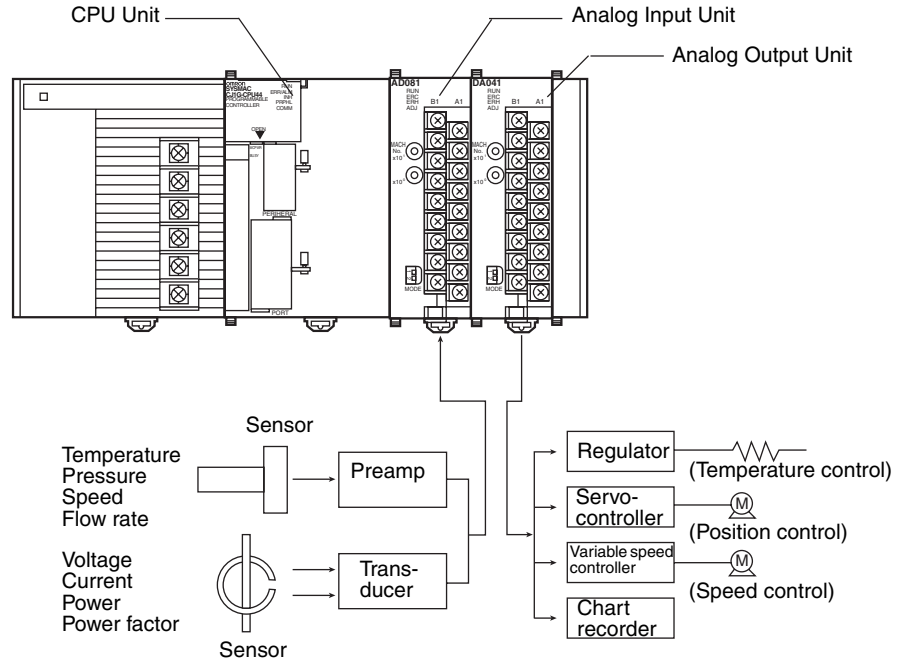 CPU Unit
Analog Input Unit
Analog Output Unit
SYSMAC
CJ1G-CPU44
PROGRAMMABLE
CONTROLLER
RUN
ERR/ALM
INH
PRPHL
COMM
OPEN
PERIPHERAL
PORT
AD081
RUN
ERC
ERH
ADJ
B1
A1
MACH
No.
x10¹
x10⁰
MODE
DA041
RUN
ERC
ERH
ADJ
B1
A1
MACH
No.
x10¹
x10⁰
MODE
Sensor
Temperature
Pressure
Speed
Flow rate
Preamp
Voltage
Current
Power
Power factor
Trans-
ducer
Sensor
Regulator
(Temperature control)
Servo-
controller
M
(Position control)
Variable speed
controller
M
(Speed control)
Chart
recorder